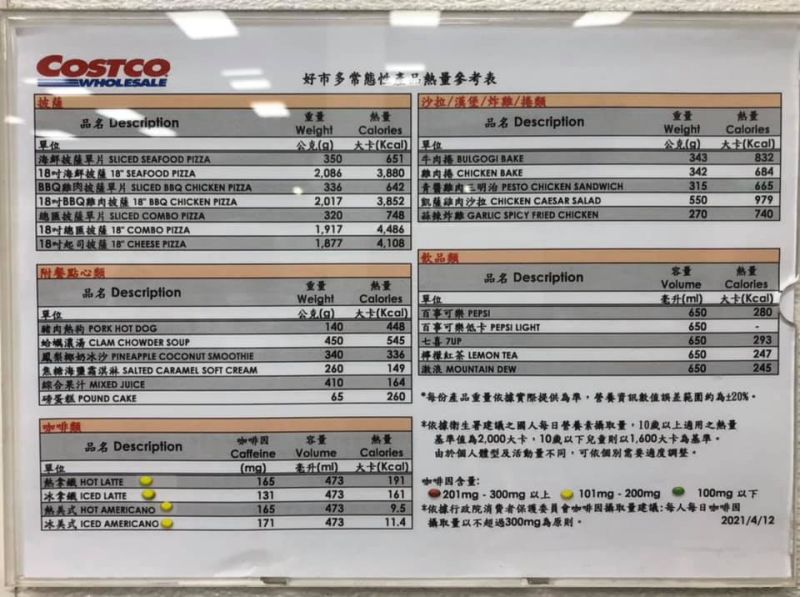 COSTCO
WHOLESALE
好市多常態性產品熱量參考表
披薩
品名 Description 重量 Weight 熱量 Calories
單位 公克(g) 大卡(Kcal)
海鮮披薩單片 SLICED SEAFOOD PIZZA 350 651
18吋海鮮披薩 18" SEAFOOD PIZZA 2,086 3,880
BBQ雞肉披薩單片 SLICED BBQ CHICKEN PIZZA 336 642
18吋BBQ雞肉披薩 18" BBQ CHICKEN PIZZA 2,017 3,852
總匯披薩單片 SLICED COMBO PIZZA 320 748
18吋總匯披薩 18" COMBO PIZZA 1,917 4,486
18吋起司披薩 18" CHEESE PIZZA 1,877 4,108
附餐點心類
品名 Description 重量 Weight 熱量 Calories
單位 公克(g) 大卡(Kcal)
豬肉熱狗 PORK HOT DOG 140 448
蛤蠣濃湯 CLAM CHOWDER SOUP 450 545
鳳梨椰奶冰沙 PINEAPPLE COCONUT SMOOTHIE 340 336
焦糖海鹽霜淇淋 SALTED CARAMEL SOFT CREAM 260 149
綜合果汁 MIXED JUICE 410 164
磅蛋糕 POUND CAKE 65 260
咖啡類
品名 Description 咖啡因 Caffeine 容量 Volume 熱量 Calories
單位 (mg) 毫升(ml) 大卡(Kcal)
熱拿鐵 HOT LATTE 165 473 191
冰拿鐵 ICED LATTE 131 473 161
熱美式 HOT AMERICANO 165 473 9.5
冰美式 ICED AMERICANO 171 473 11.4
沙拉/漢堡/炸雞/捲類
品名 Description 重量 Weight 熱量 Calories
單位 公克(g) 大卡(Kcal)
牛肉捲 BULGOGI BAKE 343 832
雞肉捲 CHICKEN BAKE 342 684
青醬雞肉三明治 PESTO CHICKEN SANDWICH 315 665
凱薩雞肉沙拉 CHICKEN CAESAR SALAD 550 979
蒜辣炸雞 GARLIC SPICY FRIED CHICKEN 270 740
飲品類
品名 Description 容量 Volume 熱量 Calories
單位 毫升(ml) 大卡(Kcal)
百事可樂 PEPSI 650 280
百事可樂低卡 PEPSI LIGHT 650 -
七喜 7UP 650 293
檸檬紅茶 LEMON TEA 650 247
激浪 MOUNTAIN DEW 650 245
*每份產品重量依據實際提供為準，營養資訊數值誤差範圍約為±20%。
*依據衛生署建議之國人每日營養素攝取量，10歲以上適用之熱量
基準值為2,000大卡，10歲以下兒童則以1,600大卡為基準。
由於個人體型及活動量不同，可依個別需要適度調整。
咖啡因含量:
201mg - 300mg 以上 101mg - 200mg 100mg 以下
*依據行政院消費者保護委員會咖啡因攝取量建議:每人每日咖啡因
攝取量以不超過300mg為原則。
2021/4/12